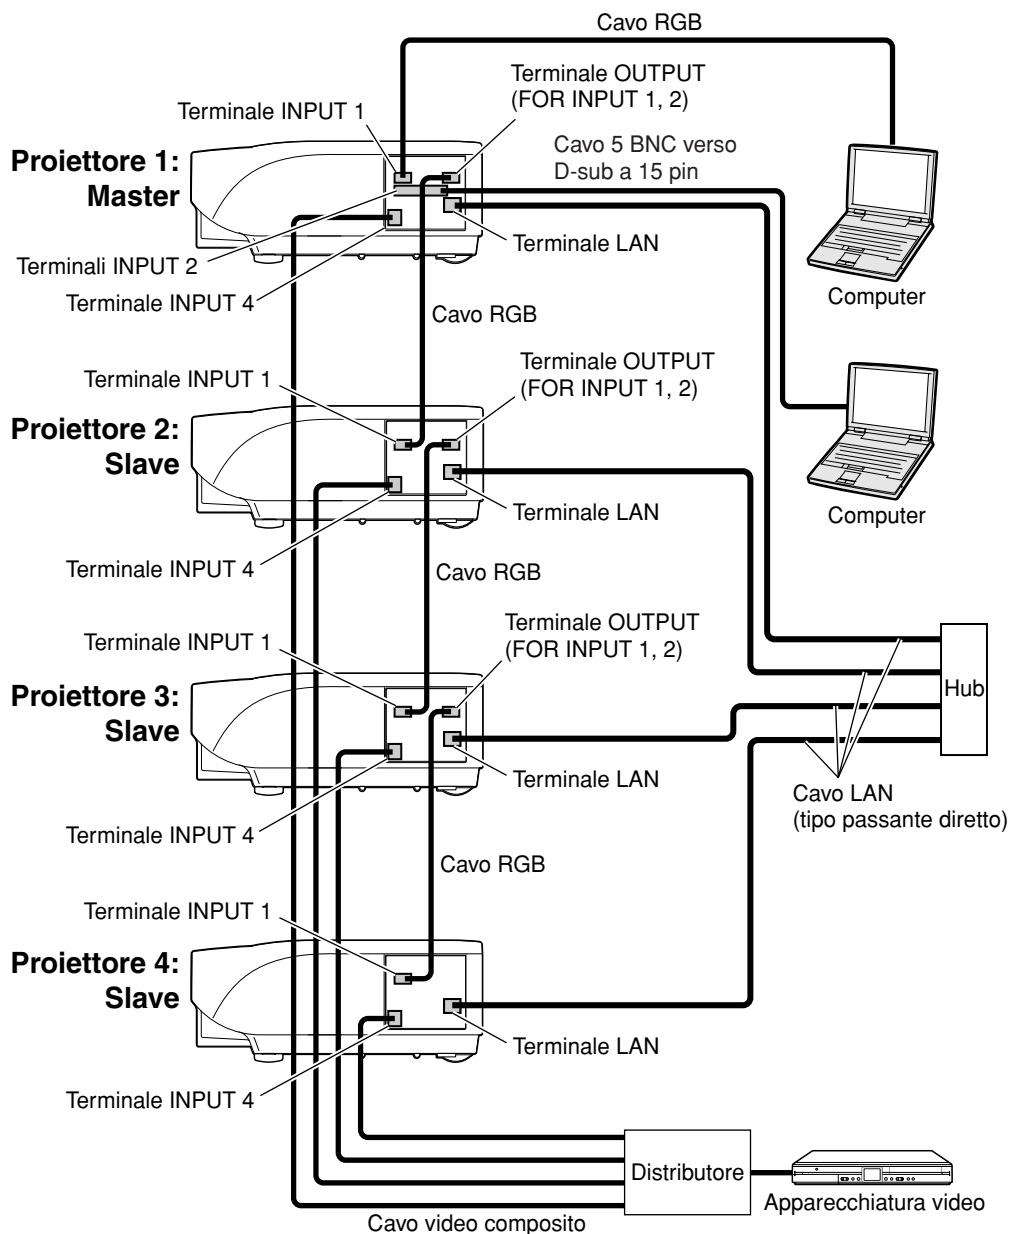 Cavo RGB
Terminale OUTPUT
(FOR INPUT 1, 2)
Terminale INPUT 1
Cavo 5 BNC verso
D-sub a 15 pin
Proiettore 1:
Master
Terminale LAN
Terminali INPUT 2
Terminale INPUT 4
Computer
Cavo RGB
Terminale OUTPUT
(FOR INPUT 1, 2)
Terminale INPUT 1
Proiettore 2:
Slave
Terminale LAN
Computer
Terminale INPUT 4
Cavo RGB
Terminale OUTPUT
(FOR INPUT 1, 2)
Terminale INPUT 1
Proiettore 3:
Slave
Hub
Terminale LAN
Cavo LAN
(tipo passante diretto)
Terminale INPUT 4
Cavo RGB
Terminale INPUT 1
Proiettore 4:
Slave
Terminale LAN
Terminale INPUT 4
Distributore
Apparecchiatura video
Cavo video composito